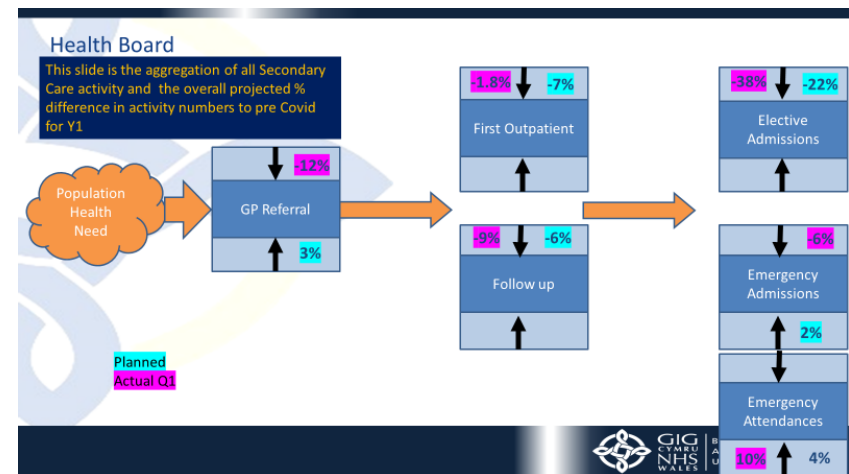 Health Board
This slide is the aggregation of all Secondary
Care activity and the overall projected %
difference in activity numbers to pre Covid
for Y1
Population
Health
Need
-12%
GP Referral
3%
-1.8% -7%
First Outpatient
-9% -6%
Follow up
-38% -22%
Elective
Admissions
-6%
Emergency
Admissions
2%
Emergency
Attendances
10% 4%
Planned
Actual Q1
GIG
CYMRU
NHS
WALES
B
A
U